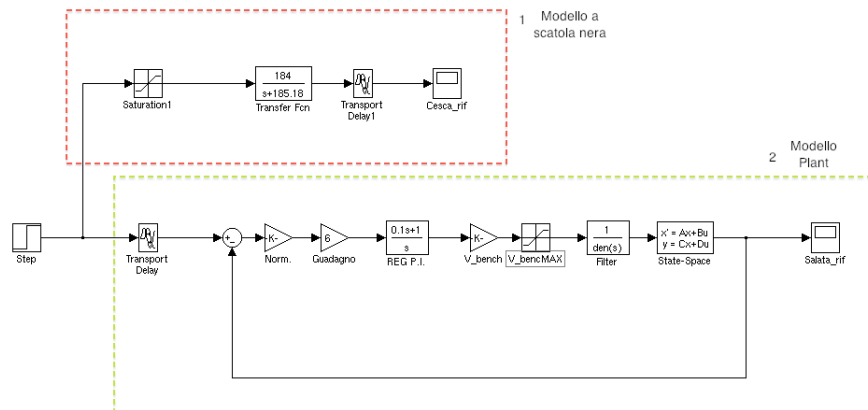 1 Modello a
scatola nera
184
s+185.18
Saturation1
Transfer Fcn
Transport
Delay1
Cesca_rif
2 Modello
Plant
Step
Transport
Delay
+
-
K-
Norm.
6
Guadagno
0.1s+1
s
REG P.I.
K-
V_bench
V_bencMAX
1
den(s)
Filter
x' = Ax+Bu
y = Cx+Du
State-Space
Salata_rif